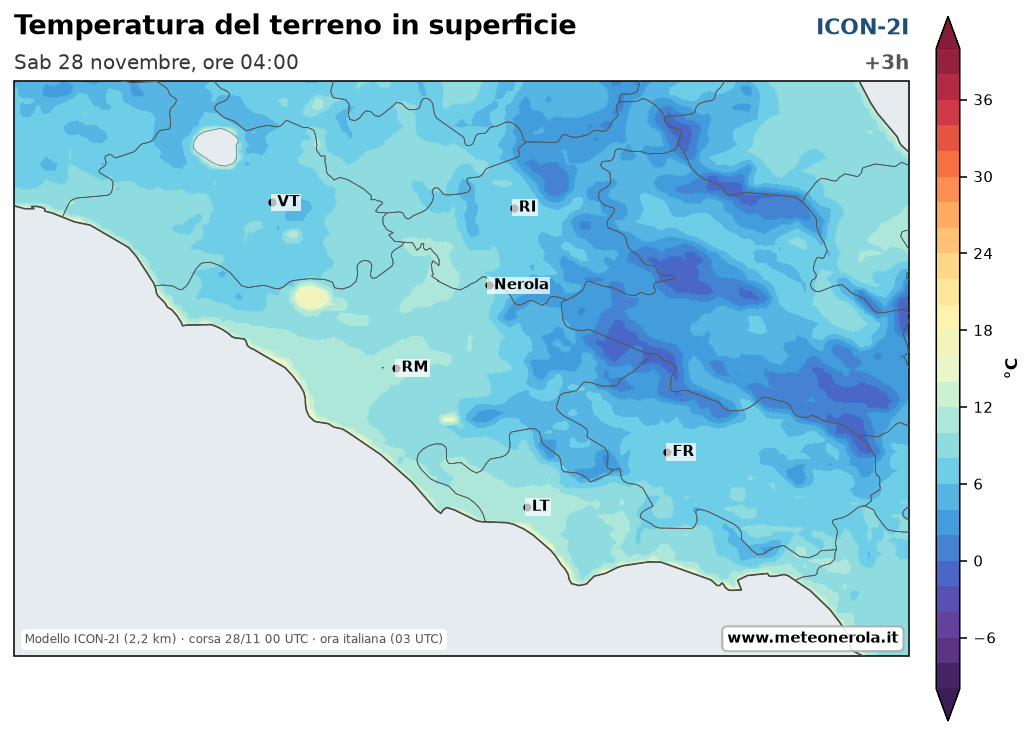 Temperatura del terreno in superficie
ICON-2I
Sab 28 novembre, ore 04:00
+3h
36
VT
RI
24
Nerola
18
°C
RM
12
FR
6
LT
0
−6
Modello ICON-2I (2,2 km) · corsa 28/11 00 UTC · ora italiana (03 UTC)
www.meteonerola.it
30